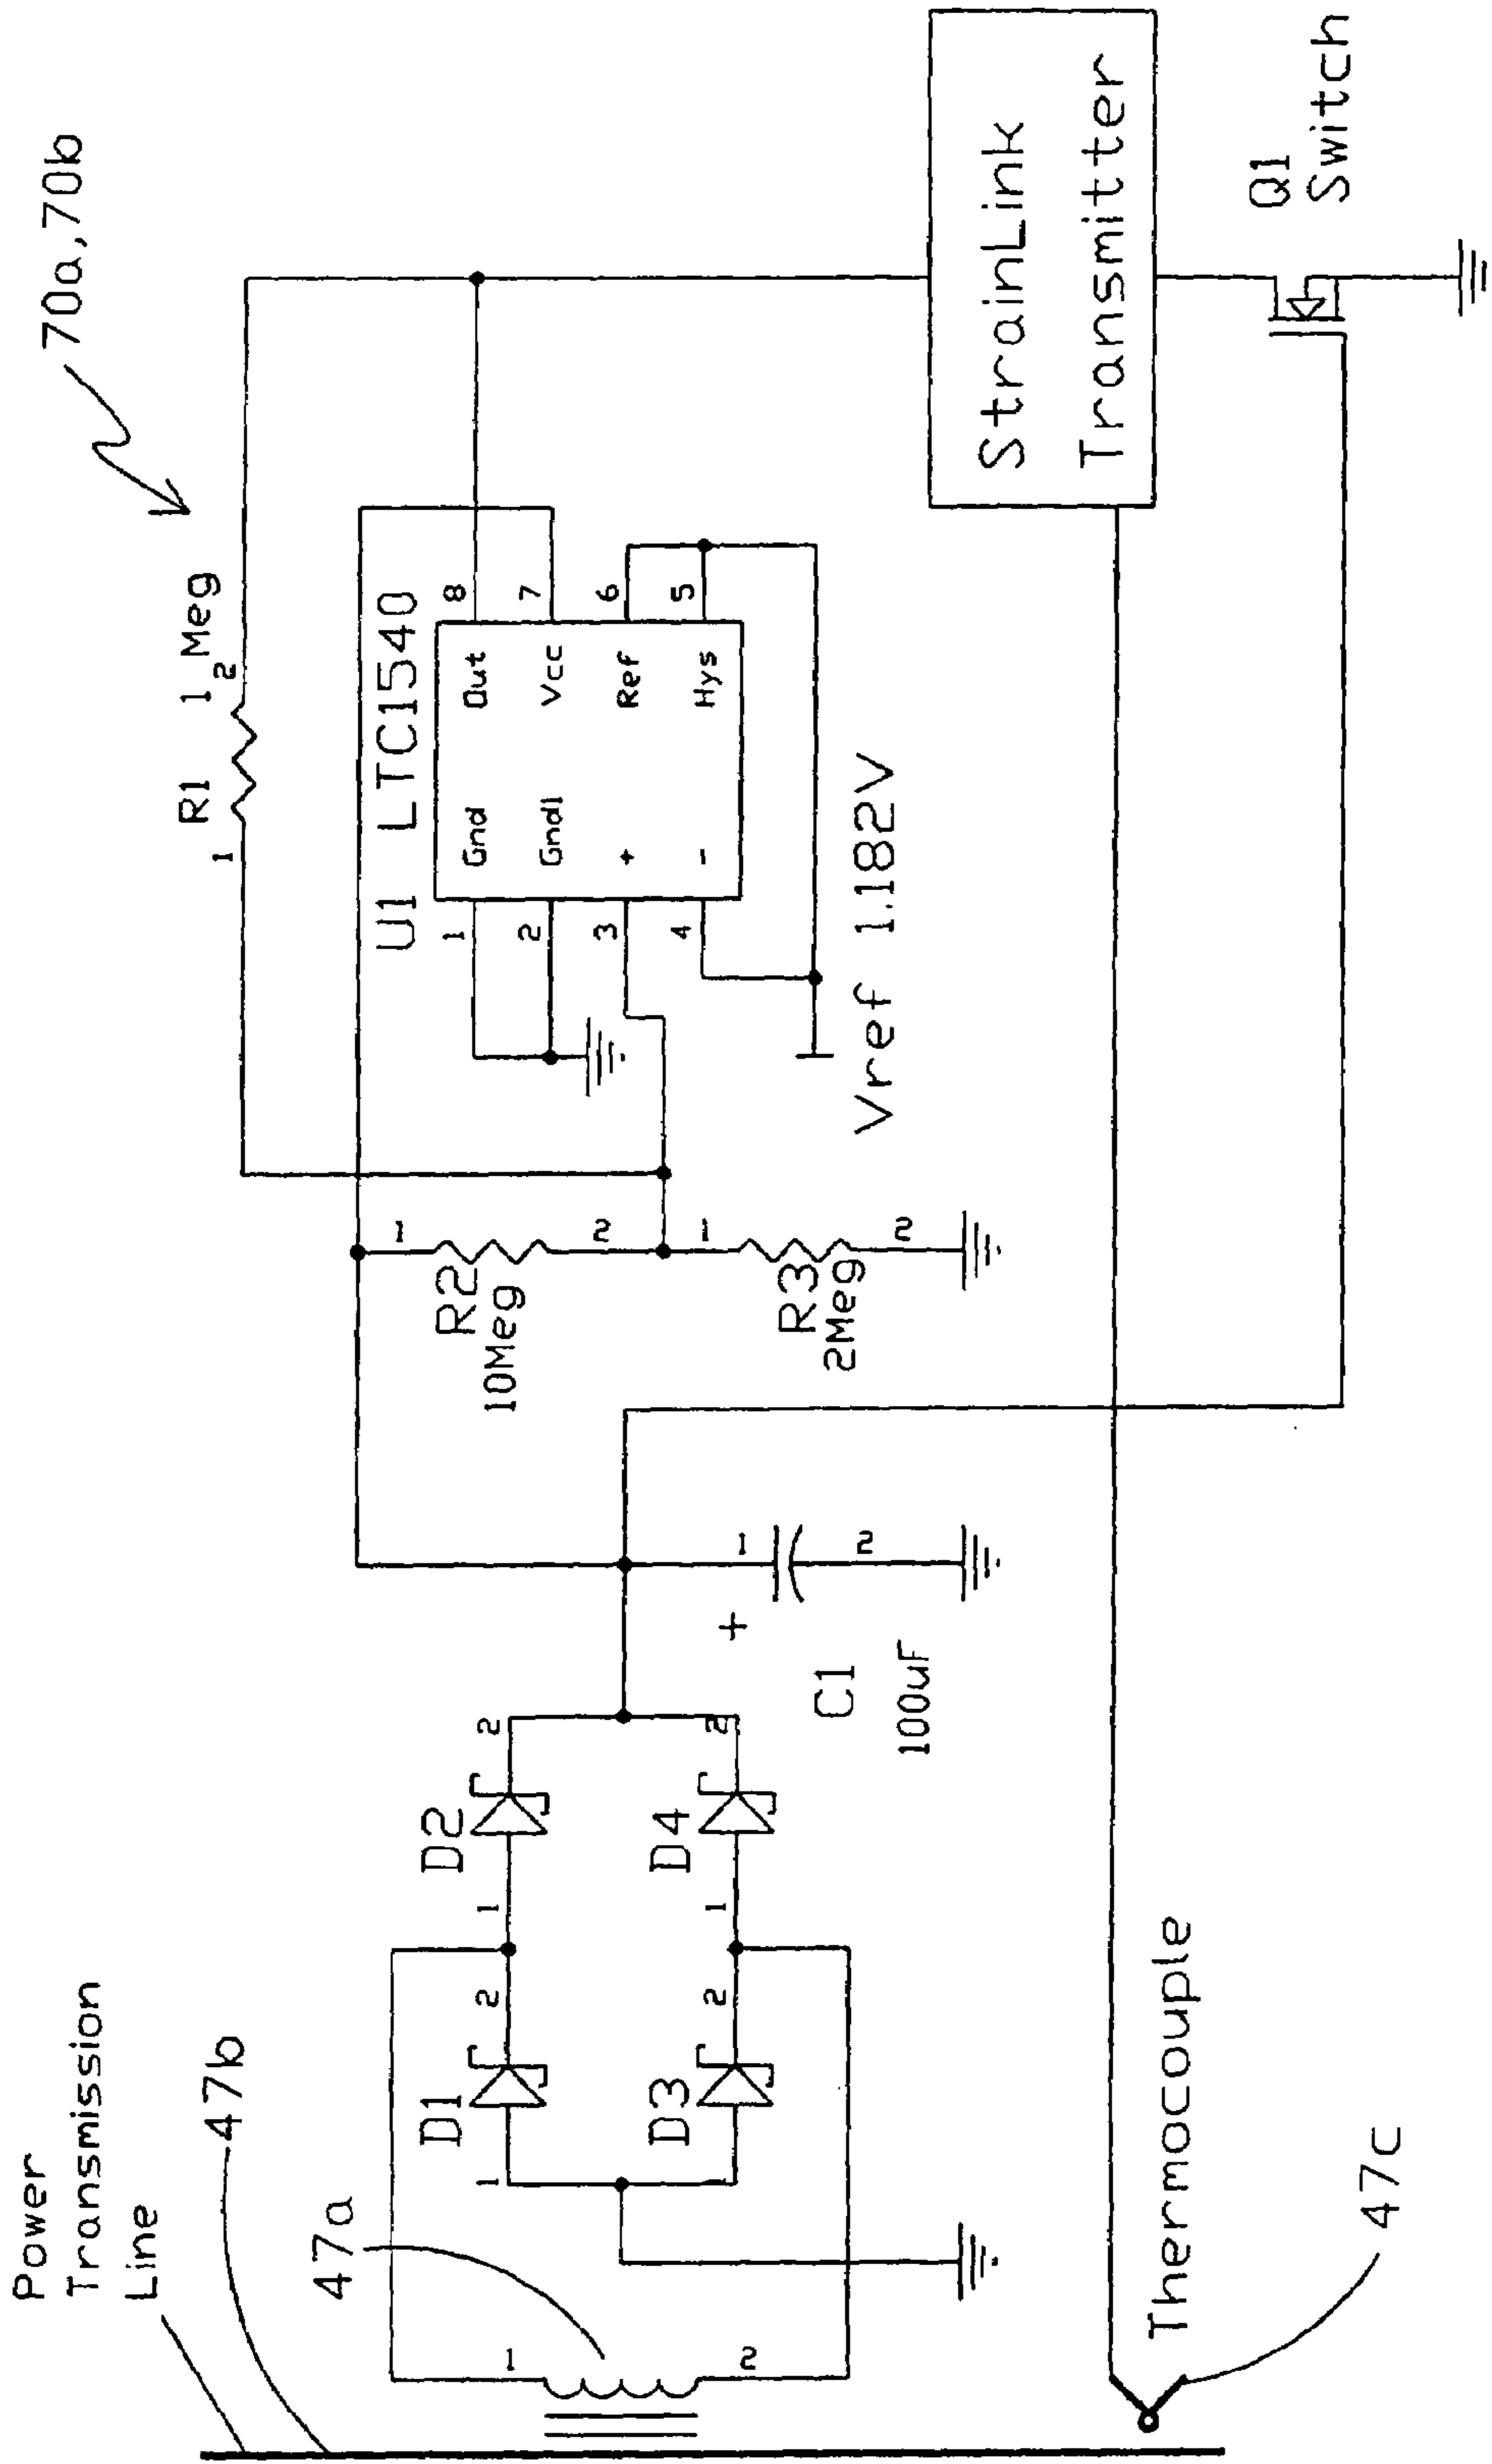 70a,70b
Power
Transmission
Line
47b
47a
1
2
D1
1
2
D2
1
2
D3
1
2
D4
1
2
+
C1
100uF
1
2
R2
10Meg
1
2
R3
2Meg
1
2
R1
1 Meg
1
2
U1 LTC1540
1
2
3
4
Gnd
Gnd1
+
-
Out
Vcc
Ref
Hys
8
7
6
5
Vref 1.182V
StrainLink
Transmitter
Q1
Switch
Thermocouple
47c